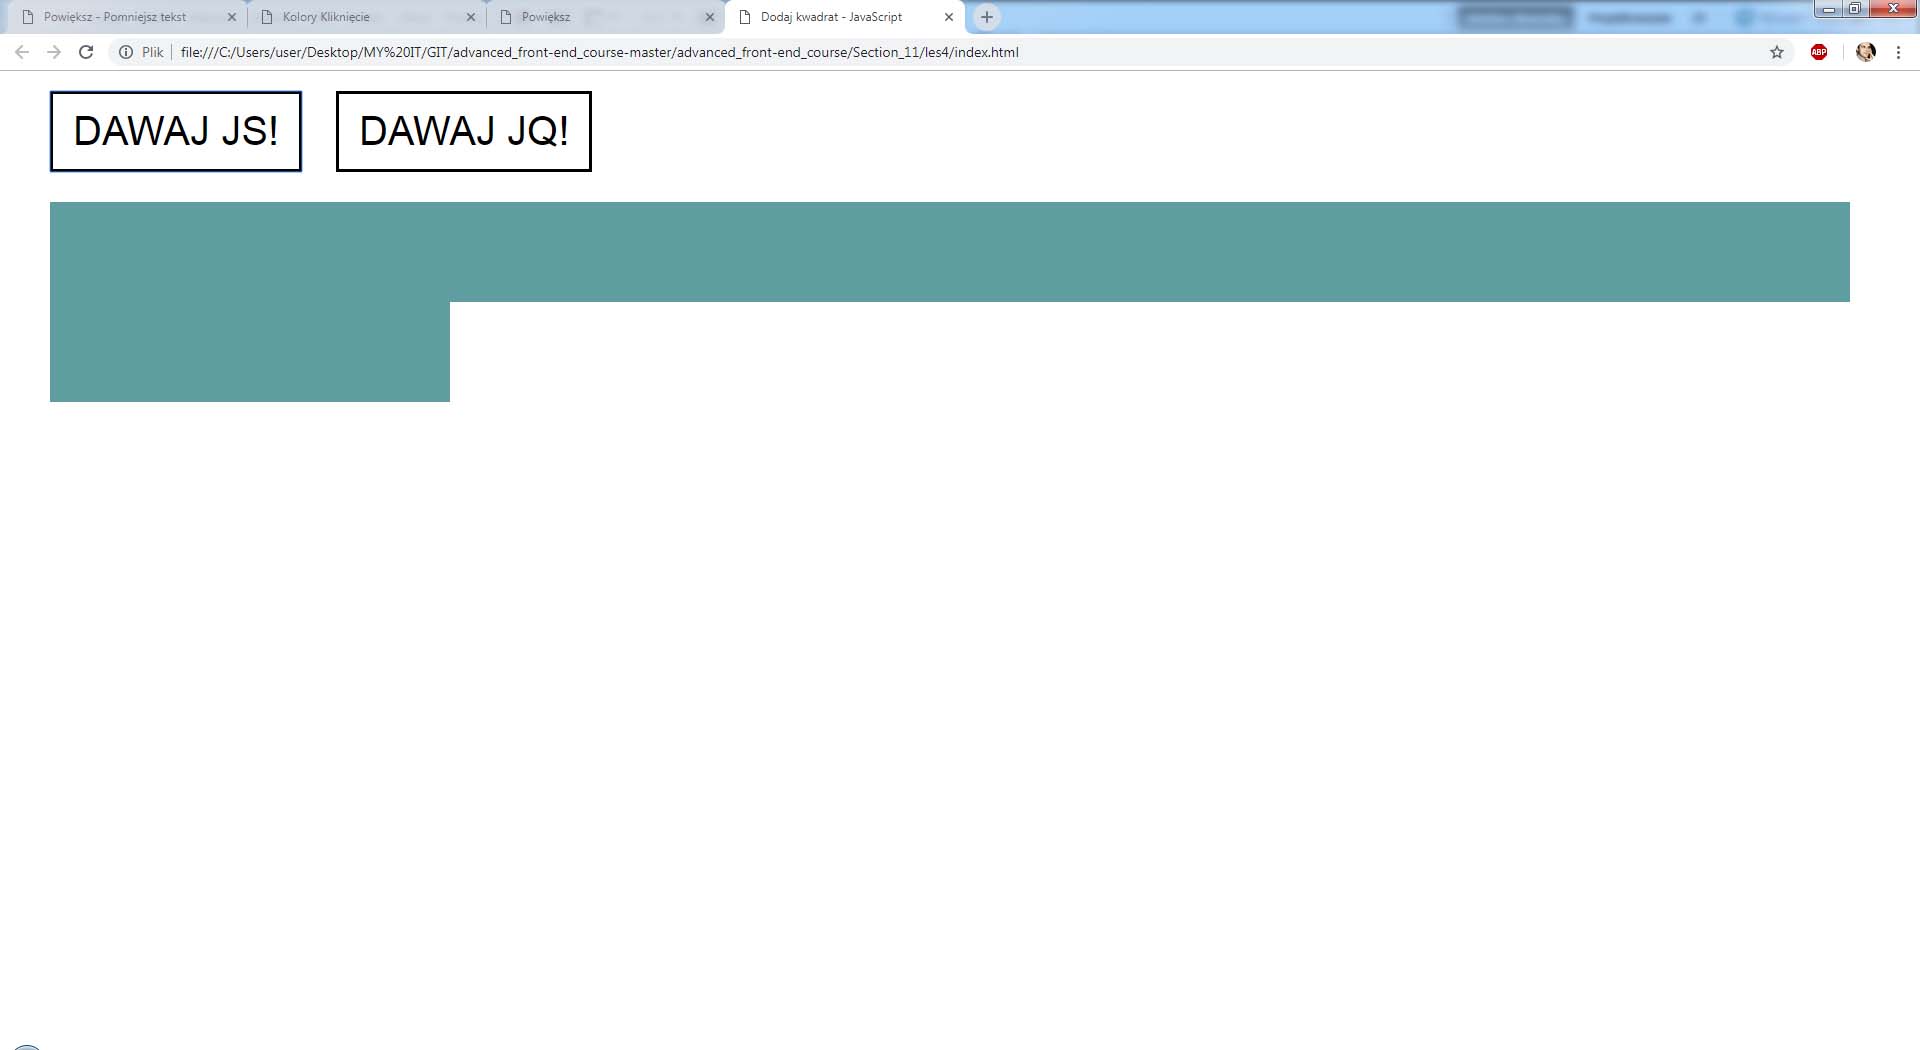 Powiększ - Pomniejsz tekst
Kolory Kliknięcie
Powiększ
Dodaj kwadrat - JavaScript
Plik
file:///C:/Users/user/Desktop/MY%20IT/GIT/advanced_front-end_course-master/advanced_front-end_course/Section_11/les4/index.html
ABP
DAWAJ JS!
DAWAJ JQ!